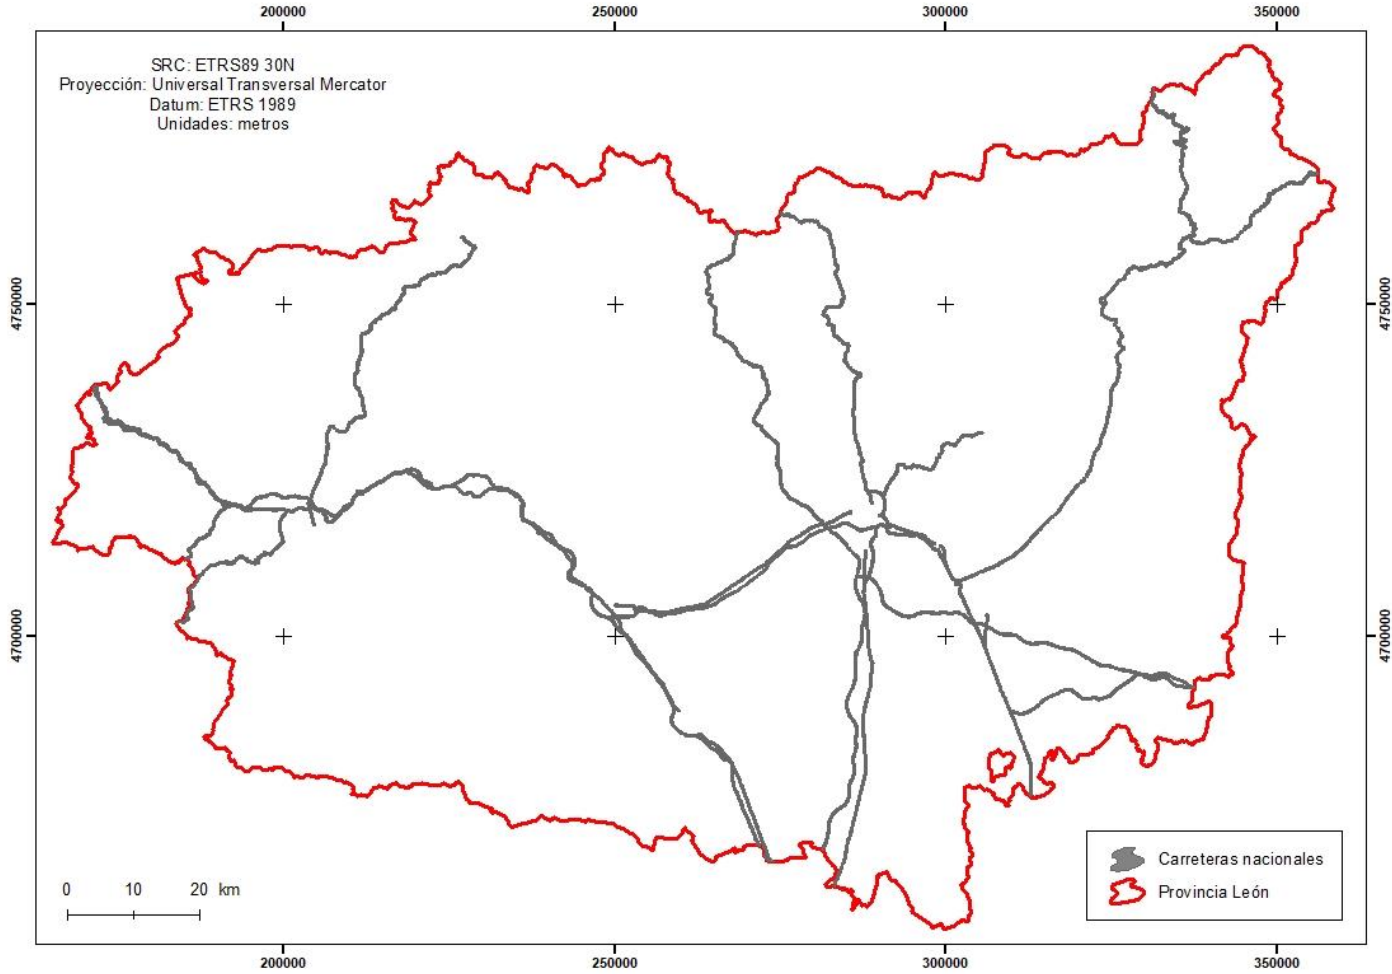 200000 250000 300000 350000
SRC: ETRS89 30N
Proyección: Universal Transversal Mercator
Datum: ETRS 1989
Unidades: metros
4750000 4750000
4700000 4700000
Carreteras nacionales
Provincia León
0 10 20 km
200000 250000 300000 350000